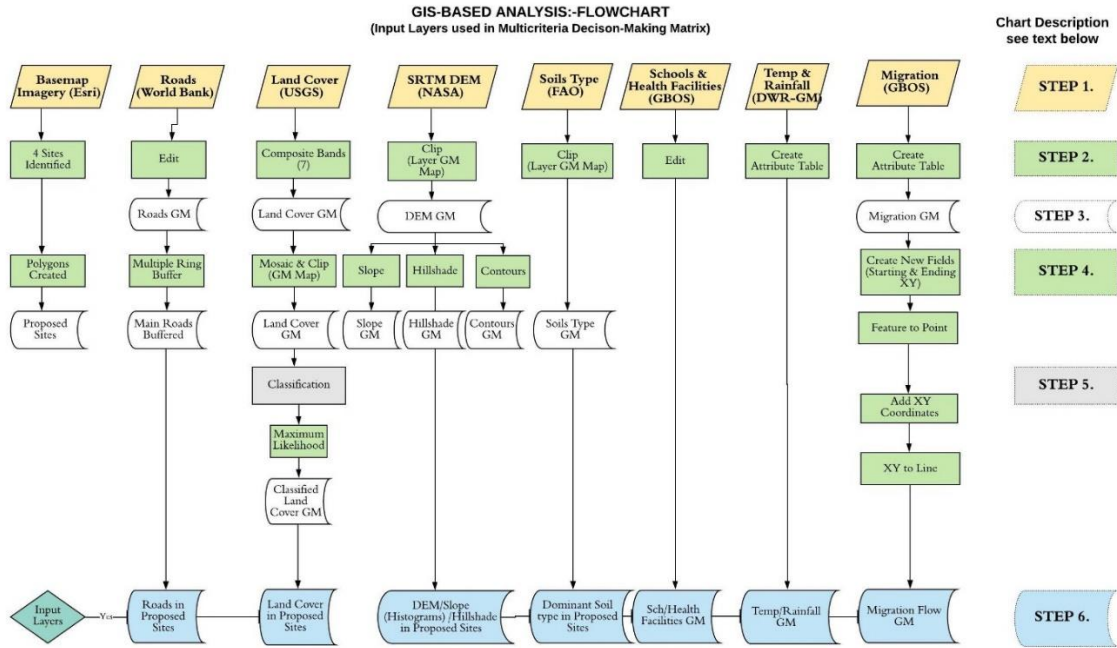 GIS-BASED ANALYSIS:-FLOWCHART
(Input Layers used in Multicriteria Decison-Making Matrix)
Chart Description
see text below
Basemap
Imagery (Esri)
Roads
(World Bank)
Land Cover
(USGS)
SRTM DEM
(NASA)
Soils Type
(FAO)
Schools &
Health Facilities
(GBOS)
Temp &
Rainfall
(DWR-GM)
Migration
(GBOS)
STEP 1.
4 Sites
Identified
Edit
Composite Bands
(7)
Clip
(Layer GM
Map)
Clip
(Layer GM Map)
Edit
Create
Attribute Table
Create
Attribute Table
STEP 2.
Roads GM
Land Cover GM
DEM GM
Migration GM
STEP 3.
Polygons
Created
Multiple Ring
Buffer
Mosaic & Clip
(GM Map)
Slope
Hillshade
Contours
Create New Fields
(Starting & Ending
XY)
STEP 4.
Proposed
Sites
Main Roads
Buffered
Land Cover
GM
Slope
GM
Hillshade
GM
Contours
GM
Soils Type
GM
Feature to Point
Classification
STEP 5.
Add XY
Coordinates
Maximum
Likelihood
XY to Line
Classified
Land
Cover GM
Input
Layers
Yes
Roads in
Proposed
Sites
Land Cover
in Proposed
Sites
DEM/Slope
(Histograms) /Hillshade
in Proposed Sites
Dominant Soil
type in Proposed
Sites
Sch/Health
Facilities GM
Temp/Rainfall
GM
Migration Flow
GM
STEP 6.